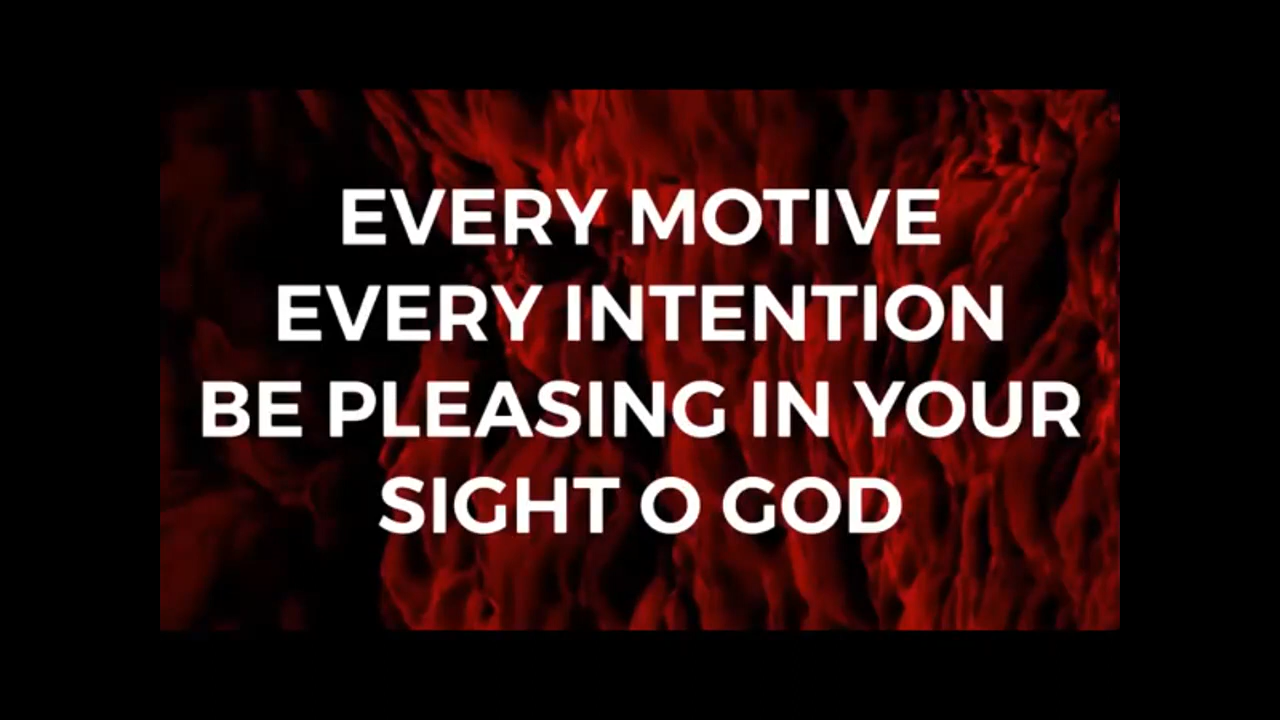 EVERY MOTIVE
EVERY INTENTION
BE PLEASING IN YOUR
SIGHT O GOD